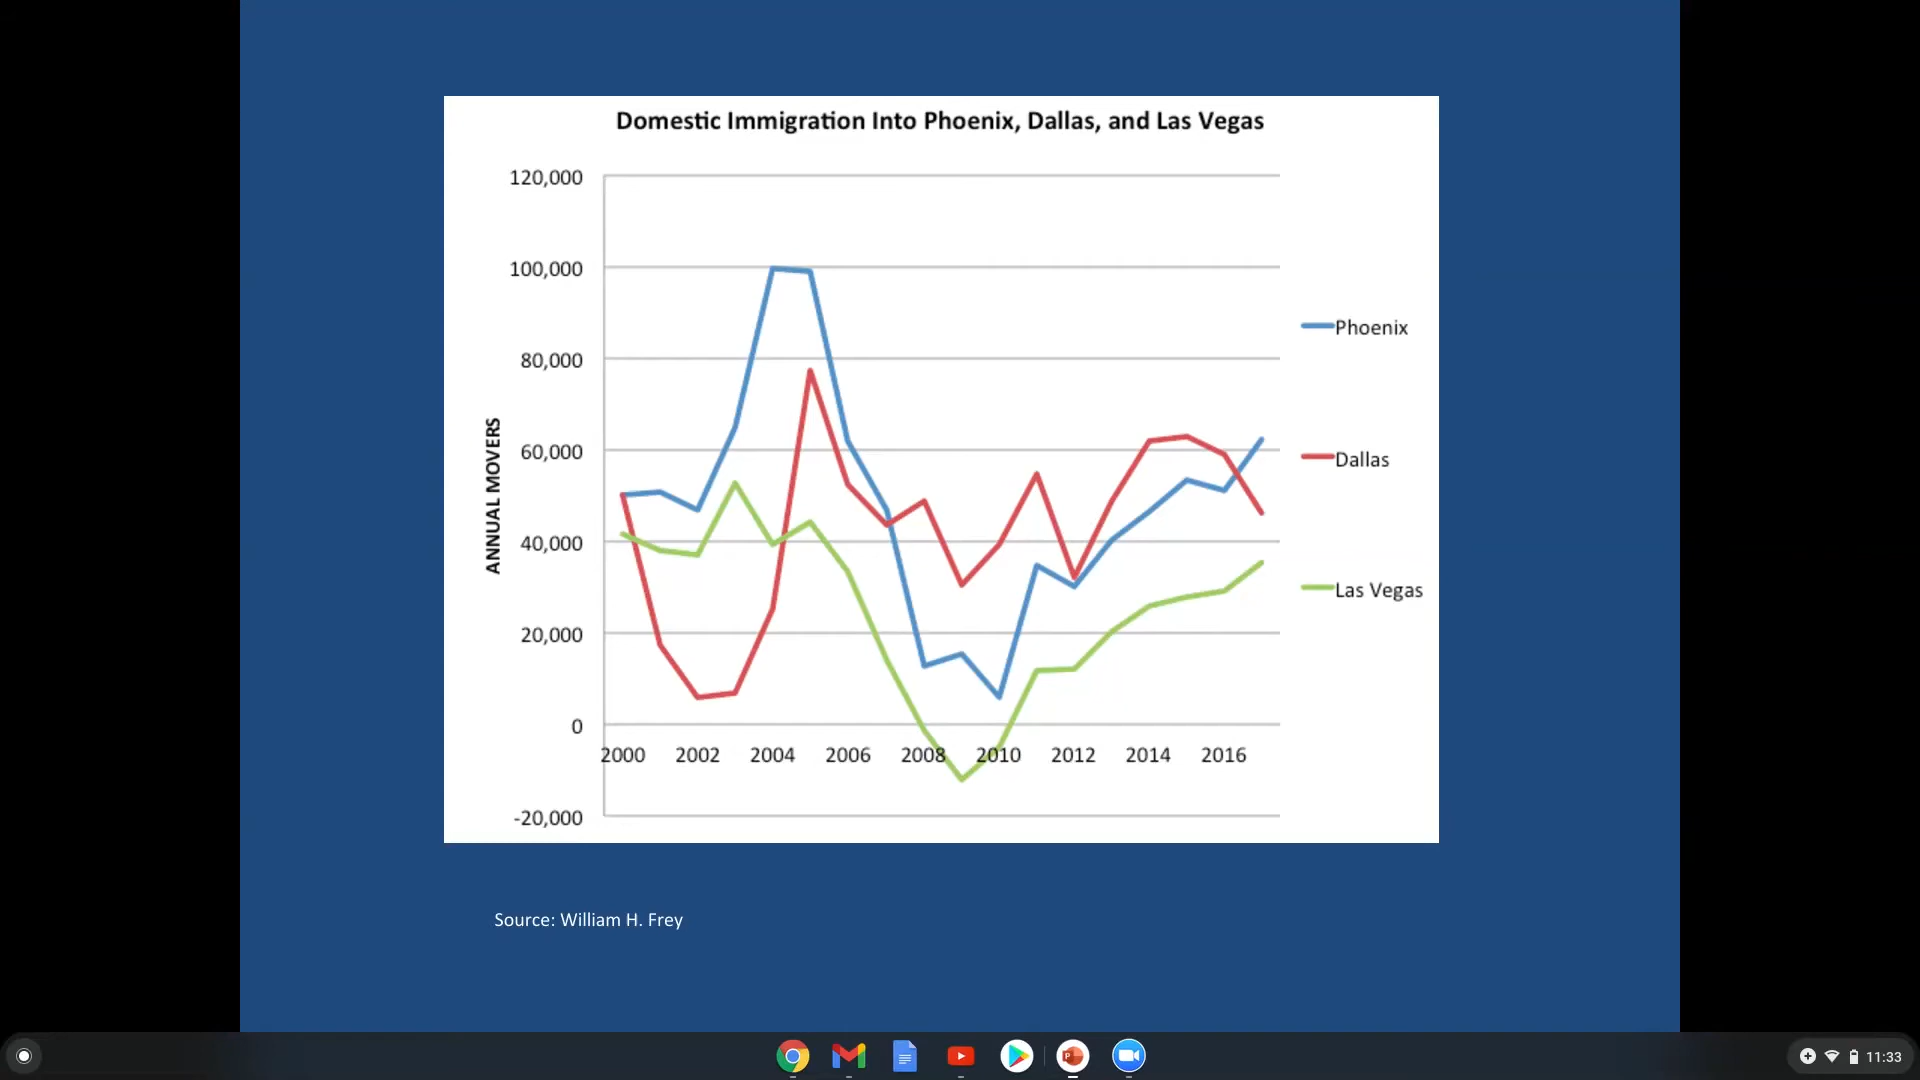 Domestic Immigration Into Phoenix, Dallas, and Las Vegas
120,000
100,000
80,000
60,000
40,000
20,000
0
-20,000
ANNUAL MOVERS
2000 2002 2004 2006 2008 2010 2012 2014 2016
Phoenix
Dallas
Las Vegas
Source: William H. Frey
11:33